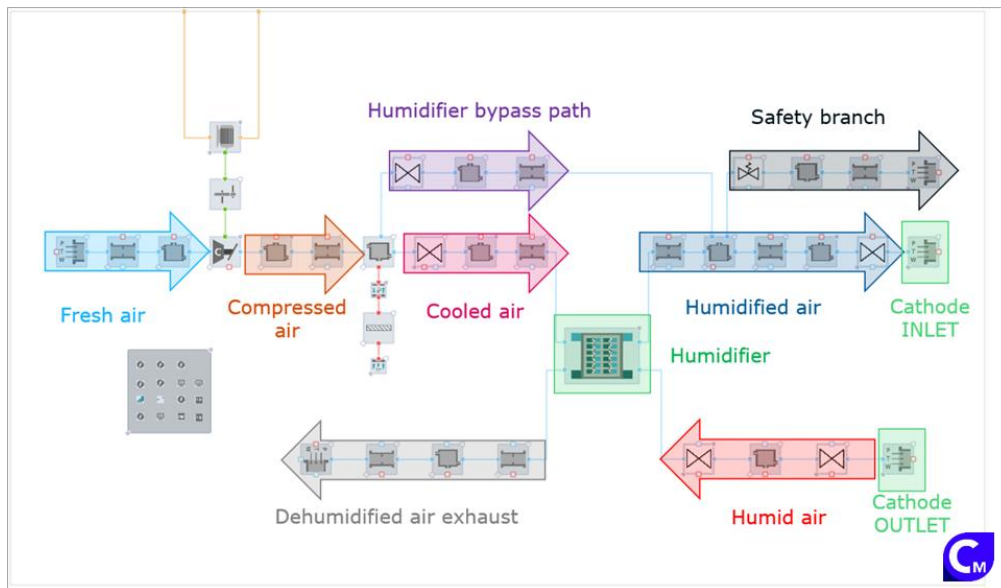 Humidifier bypass path
Safety branch
Fresh air
Compressed
air
Cooled air
Humidified air
Cathode
INLET
Humidifier
Dehumidified air exhaust
Humid air
Cathode
OUTLET
CM